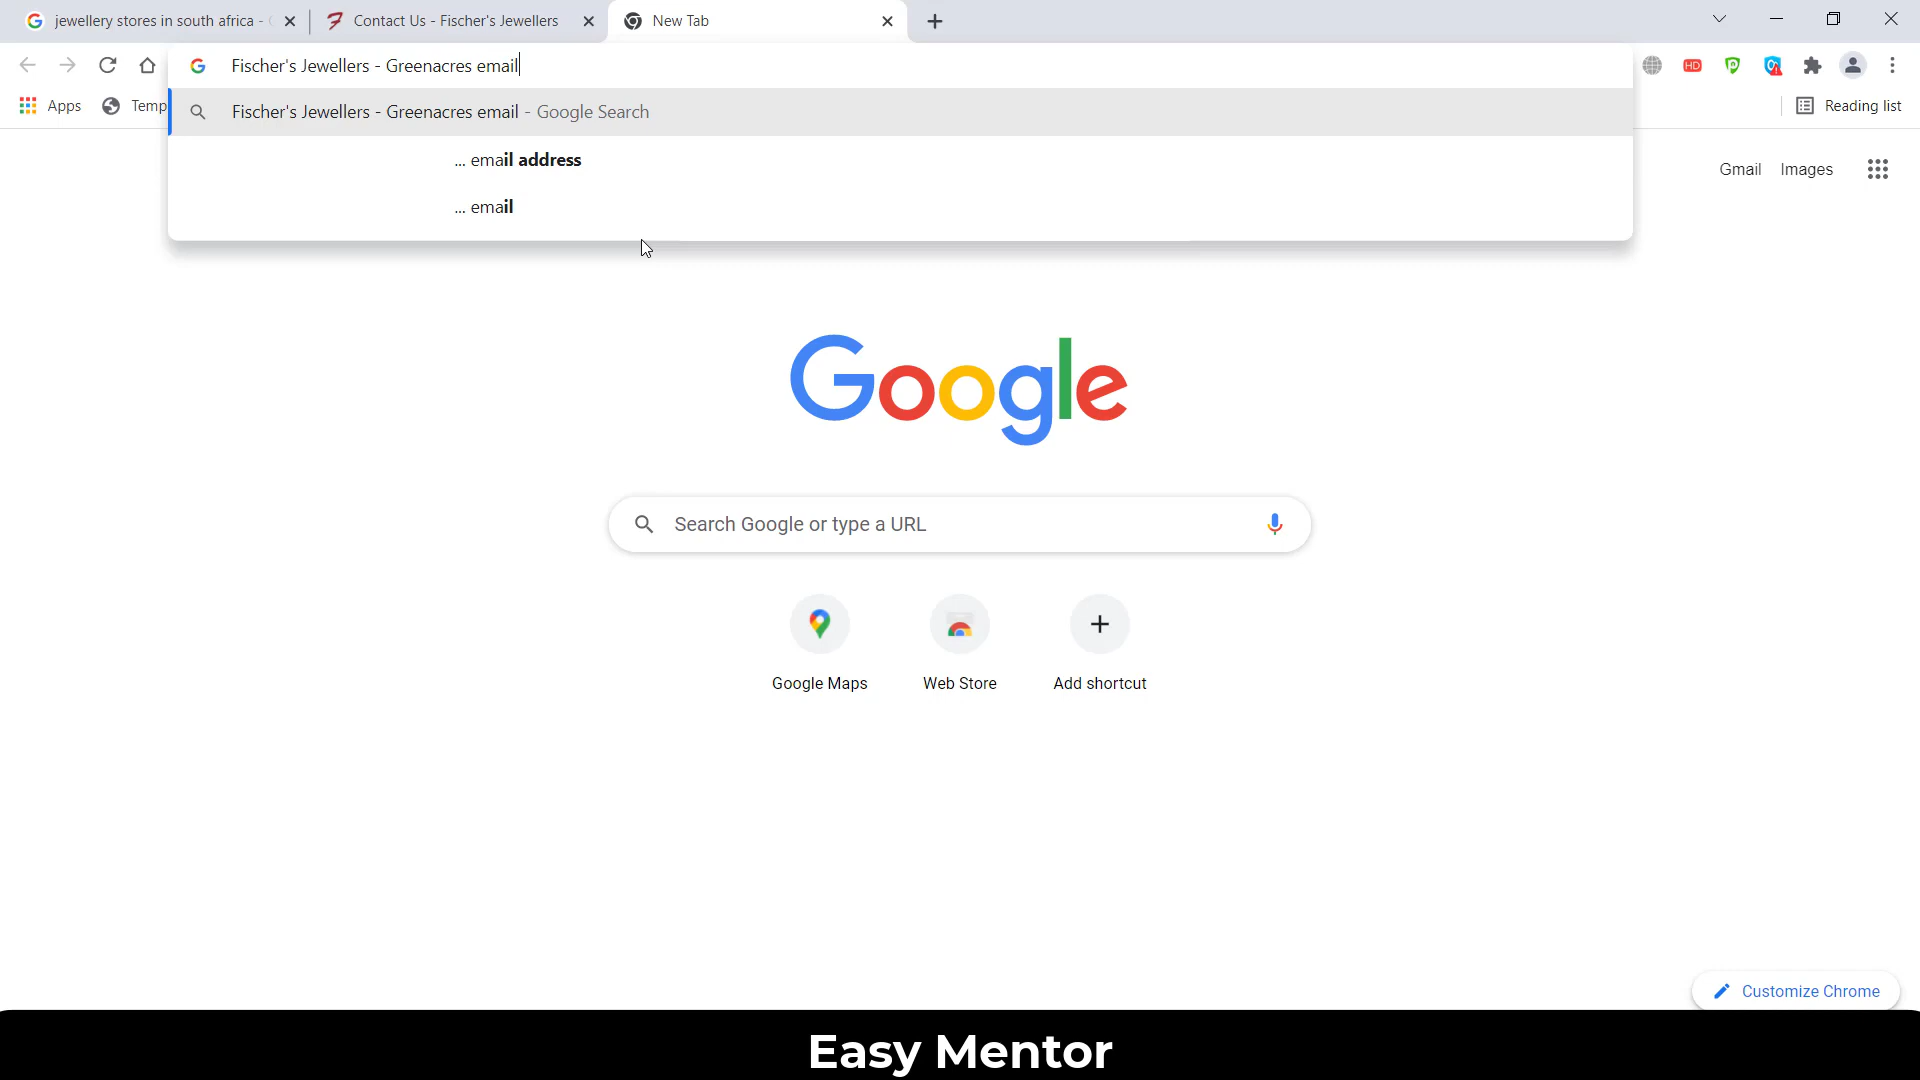 jewellery stores in south africa -
Contact Us - Fischer's Jewellers
New Tab
Fischer's Jewellers - Greenacres email
HD
Apps
Temp
Fischer's Jewellers - Greenacres email - Google Search
Reading list
... email address
... email
Gmail
Images
Google
Search Google or type a URL
Google Maps
Web Store
Add shortcut
Customize Chrome
Easy Mentor